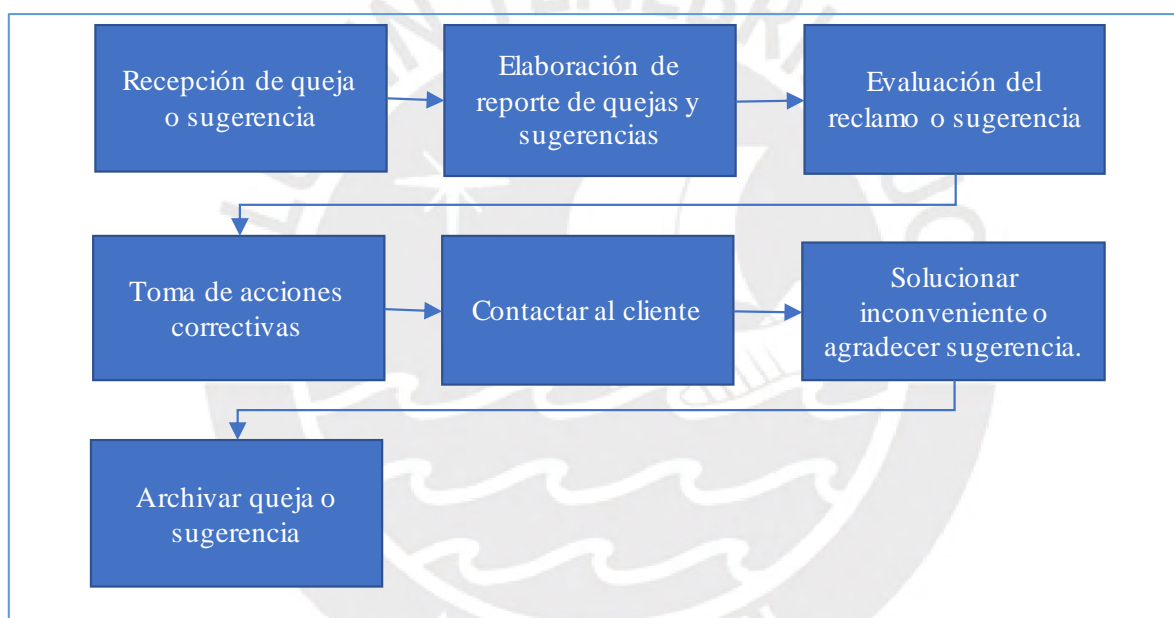 Recepción de queja
o sugerencia
Elaboración de
reporte de quejas y
sugerencias
Evaluación del
reclamo o sugerencia
Toma de acciones
correctivas
Contactar al cliente
Solucionar
inconveniente o
agradecer sugerencia.
Archivar queja o
sugerencia